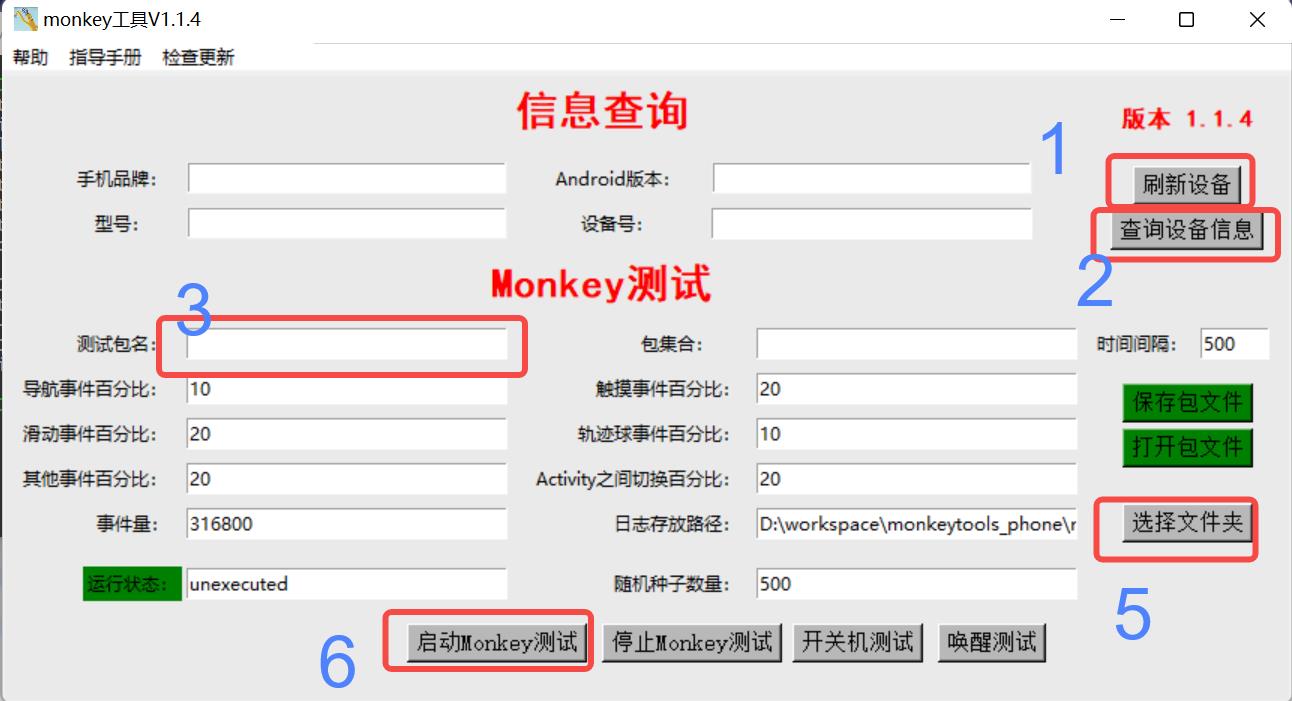 monkey工具V1.1.4
帮助 指导手册 检查更新
信息查询
版本 1.1.4
1
手机品牌：
Android版本：
刷新设备
型号：
设备号：
查询设备信息
2
Monkey测试
3
测试包名：
包集合：
时间间隔： 500
导航事件百分比： 10
触摸事件百分比： 20
保存包文件
滑动事件百分比： 20
轨迹球事件百分比： 10
打开包文件
其他事件百分比： 20
Activity之间切换百分比： 20
事件量： 316800
日志存放路径： D:\workspace\monkeytools_phone\r
选择文件夹
5
运行状态： unexecuted
随机种子数量： 500
6
启动Monkey测试 停止Monkey测试 开关机测试 唤醒测试